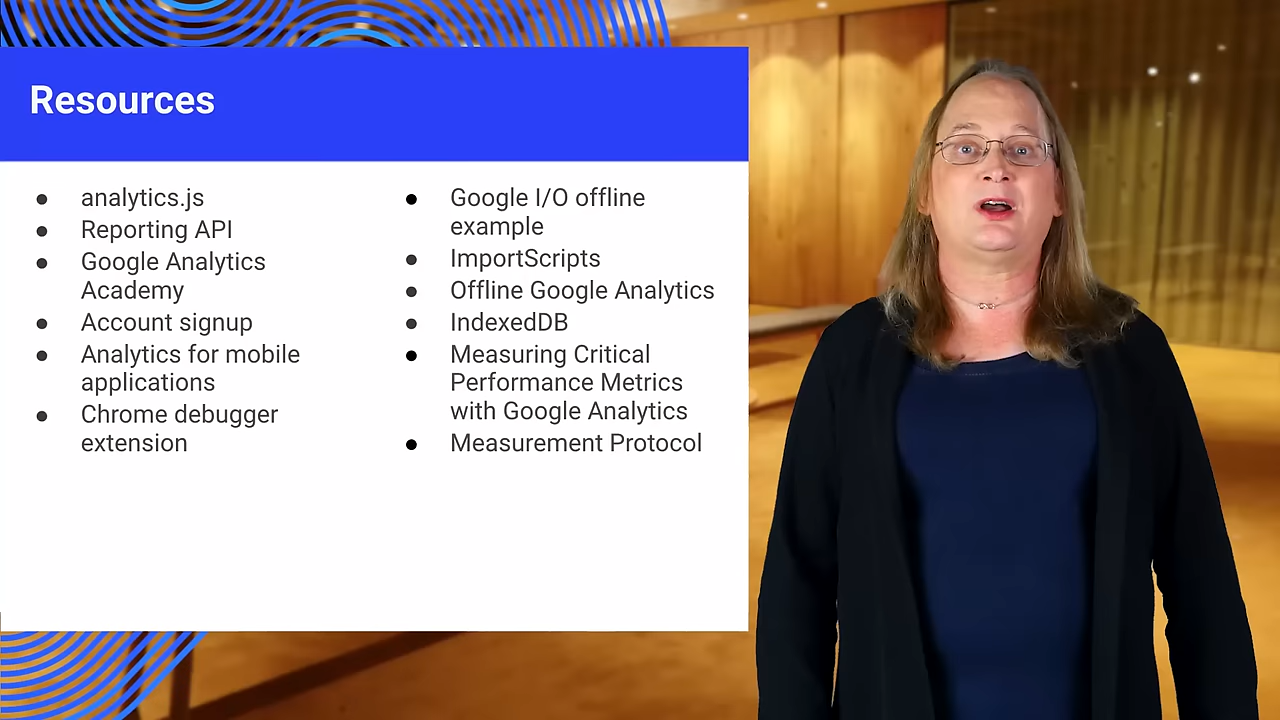 Resources
analytics.js
Reporting API
Google Analytics
Academy
Account signup
Analytics for mobile
applications
Chrome debugger
extension
Google I/O offline
example
ImportScripts
Offline Google Analytics
IndexedDB
Measuring Critical
Performance Metrics
with Google Analytics
Measurement Protocol